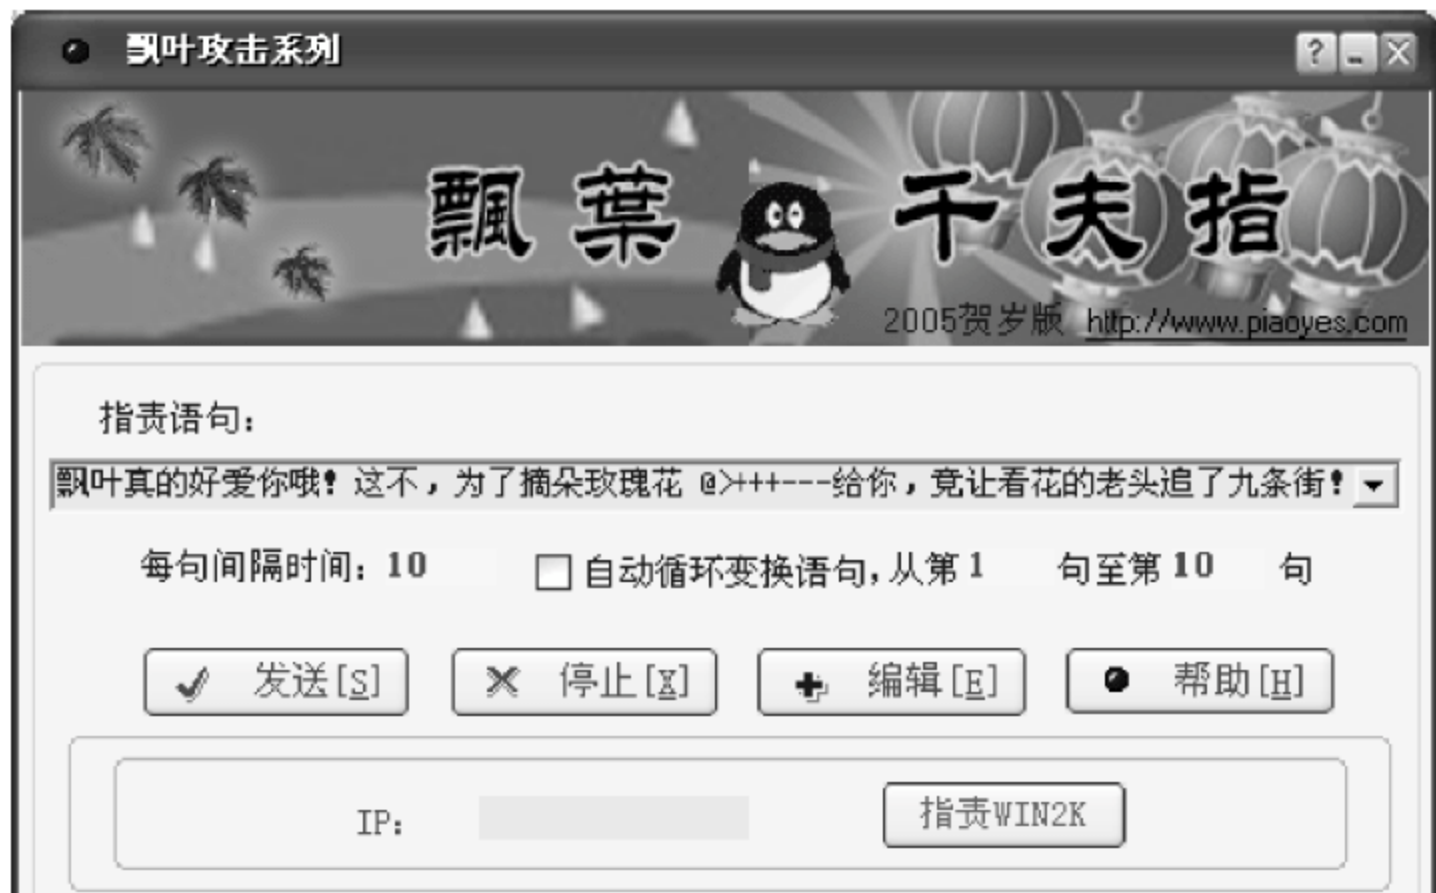 飘叶攻击系列
飄葉 千夫指
2005贺岁版 http://www.piaoyes.com
指责语句:
飘叶真的好爱你哦!这不,为了摘朵玫瑰花 @>+++---给你,竟让看花的老头追了九条街!
每句间隔时间: 10 自动循环变换语句, 从第 1 句至第 10 句
发送[S] 停止[X] 编辑[E] 帮助[H]
IP: 指责WIN2K